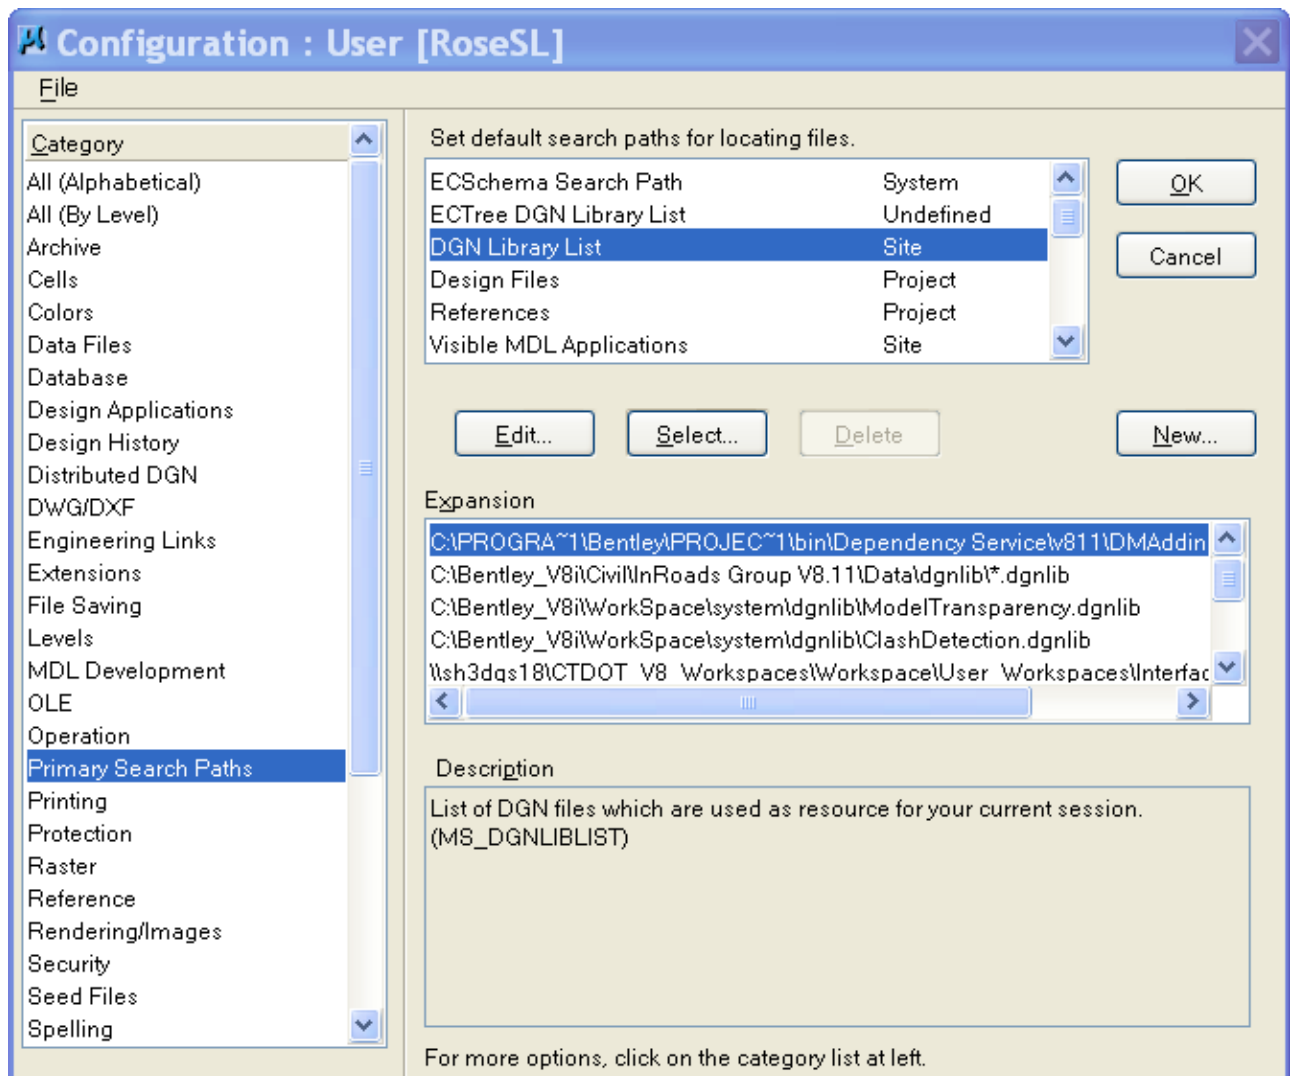 Configuration : User [RoseSL]
File
Category
All (Alphabetical)
All (By Level)
Archive
Cells
Colors
Data Files
Database
Design Applications
Design History
Distributed DGN
DWG/DXF
Engineering Links
Extensions
File Saving
Levels
MDL Development
OLE
Operation
Primary Search Paths
Printing
Protection
Raster
Reference
Rendering/Images
Security
Seed Files
Spelling
Set default search paths for locating files.
ECSchema Search Path System
ECTree DGN Library List Undefined
DGN Library List Site
Design Files Project
References Project
Visible MDL Applications Site
OK
Cancel
Edit... Select... Delete New...
Expansion
C:\PROGRA~1\Bentley\PROJEC~1\bin\Dependency Service\v811\DMAddin
C:\Bentley_V8i\Civil\InRoads Group V8.11\Data\dgnlib\*.dgnlib
C:\Bentley_V8i\WorkSpace\system\dgnlib\ModelTransparency.dgnlib
C:\Bentley_V8i\WorkSpace\system\dgnlib\ClashDetection.dgnlib
\\sh3dgs18\CTDOT_V8_Workspaces\Workspace\User_Workspaces\Interfac
Description
List of DGN files which are used as resource for your current session.
(MS_DGNLIBLIST)
For more options, click on the category list at left.